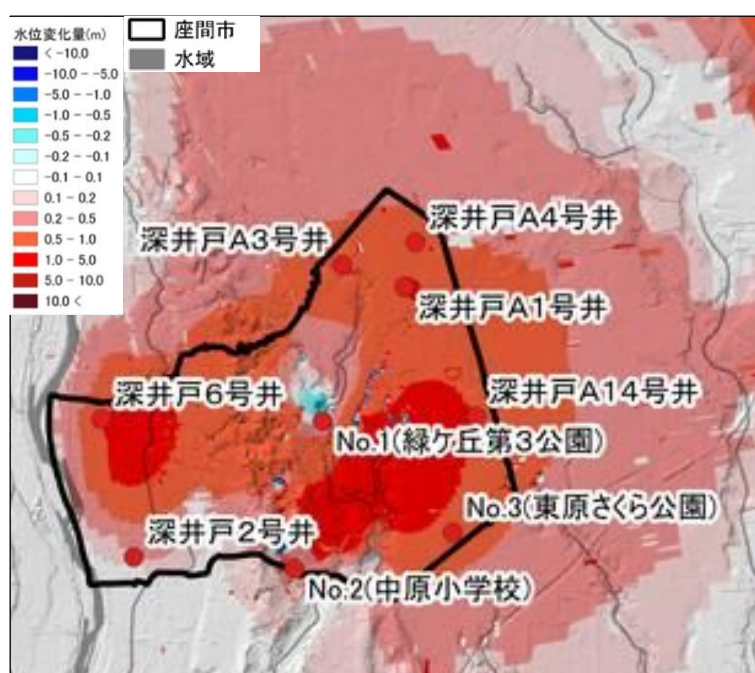 水位変化量(m)
< -10.0
-10.0 - -5.0
-5.0 - -1.0
-1.0 - -0.5
-0.5 - -0.2
-0.2 - -0.1
-0.1 - 0.1
0.1 - 0.2
0.2 - 0.5
0.5 - 1.0
1.0 - 5.0
5.0 - 10.0
10.0 <
座間市
水域
深井戸A4号井
深井戸A3号井
深井戸A1号井
深井戸6号井
深井戸A14号井
No.1(緑ケ丘第3公園)
No.3(東原さくら公園)
深井戸2号井
No.2(中原小学校)